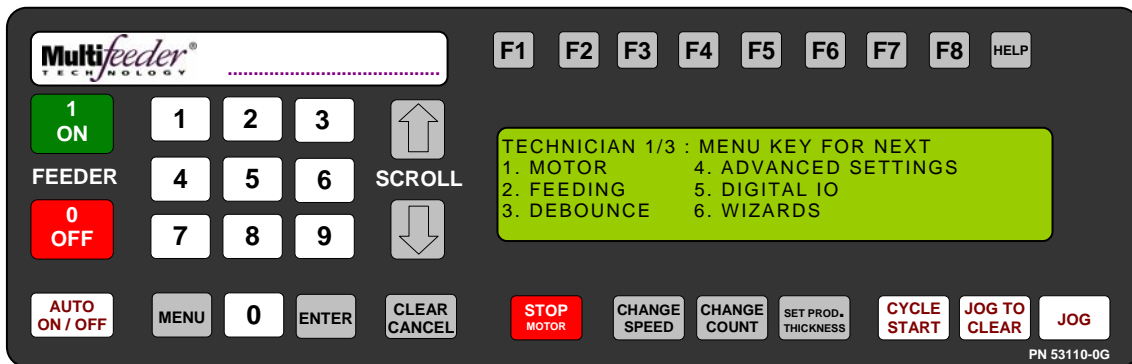 Multifeeder®
TECHNOLOGY
F1 F2 F3 F4 F5 F6 F7 F8 HELP
1
ON
FEEDER
0
OFF
1 2 3
4 5 6
7 8 9
SCROLL
TECHNICIAN 1/3 : MENU KEY FOR NEXT
1. MOTOR 4. ADVANCED SETTINGS
2. FEEDING 5. DIGITAL IO
3. DEBOUNCE 6. WIZARDS
AUTO
ON / OFF
MENU
0
ENTER
CLEAR
CANCEL
STOP
MOTOR
CHANGE
SPEED
CHANGE
COUNT
SET PROD.
THICKNESS
CYCLE
START
JOG TO
CLEAR
JOG
PN 53110-0G